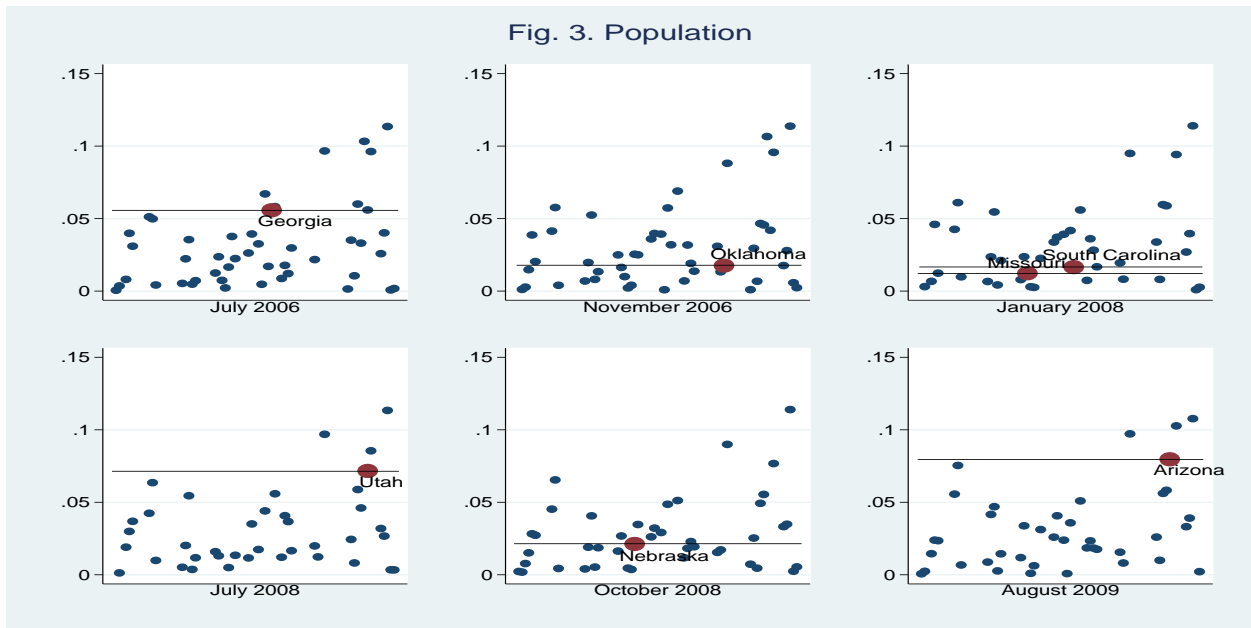 Fig. 3. Population
.15
.1
.05
0
Georgia
July 2006
.15
.1
.05
0
Oklahoma
November 2006
.15
.1
.05
0
South Carolina
Missouri
January 2008
.15
.1
.05
0
Utah
July 2008
.15
.1
.05
0
Nebraska
October 2008
.15
.1
.05
0
Arizona
August 2009